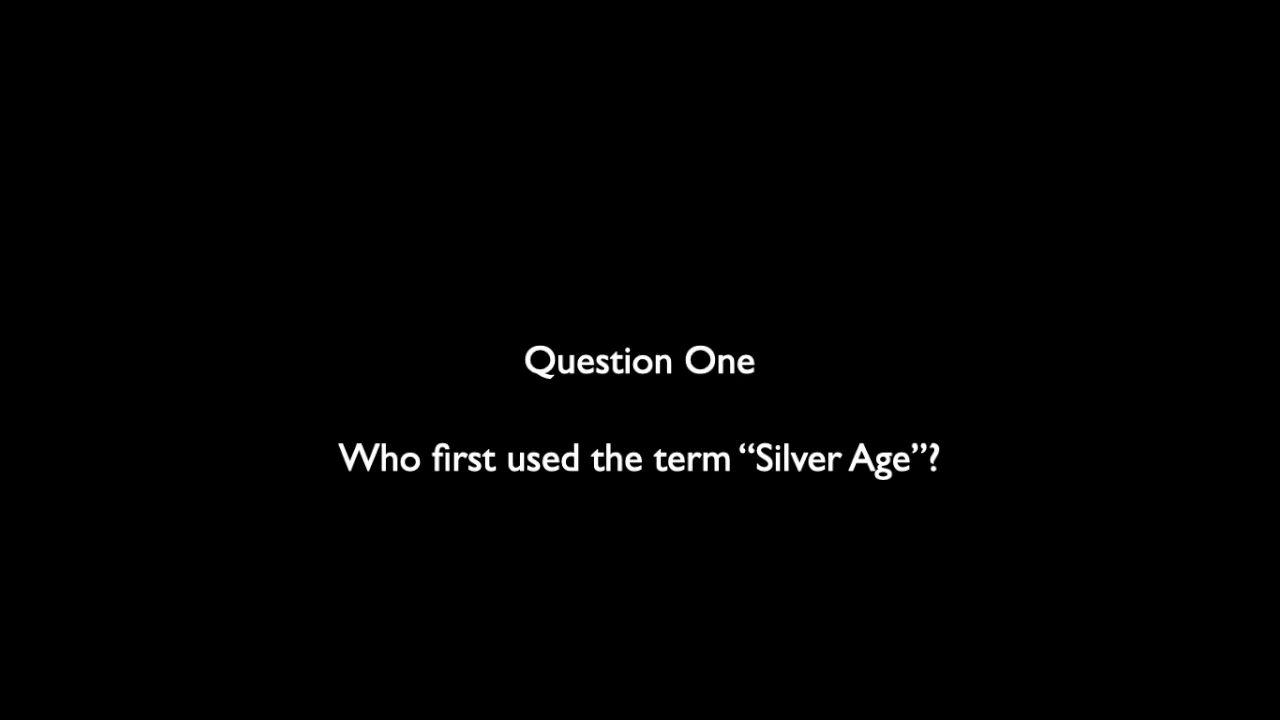 Question One
Who first used the term “Silver Age”?